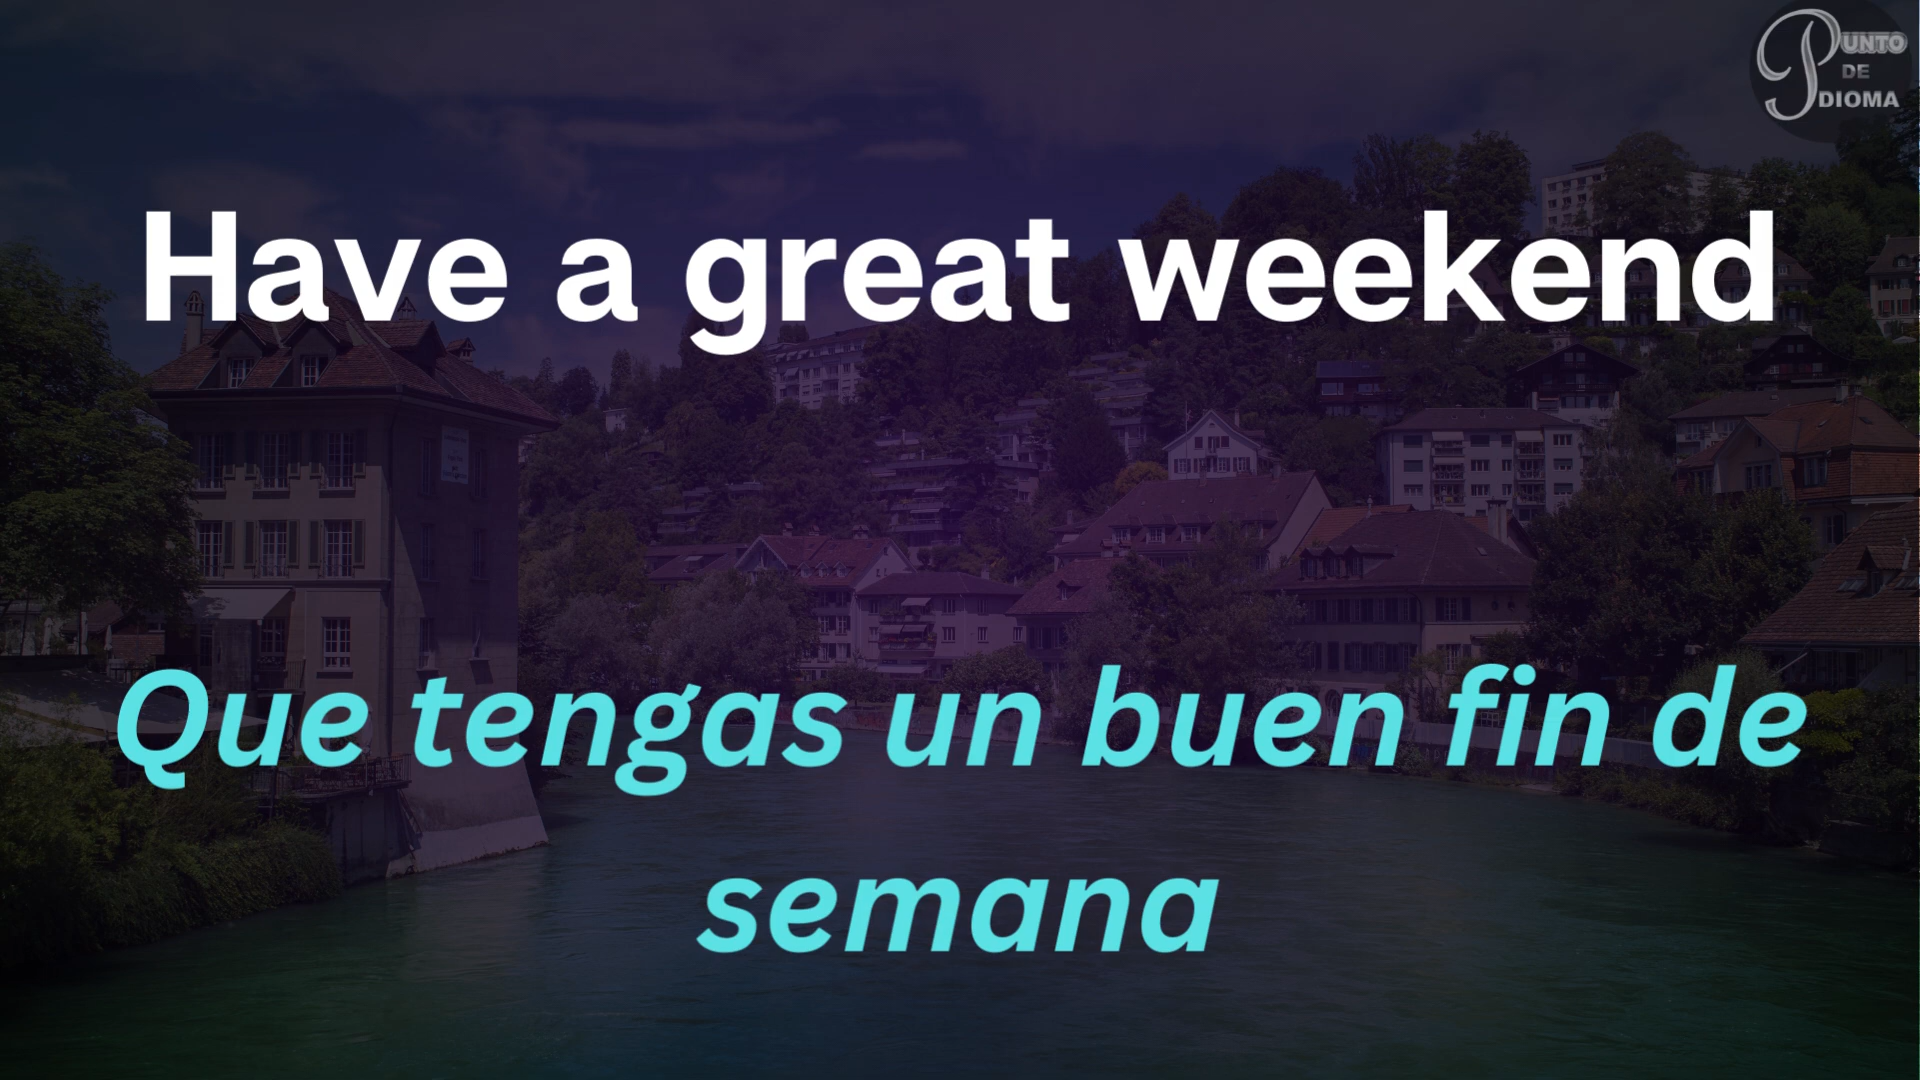 PUNTO
DE
IDIOMA
Have a great weekend
Que tengas un buen fin de
semana